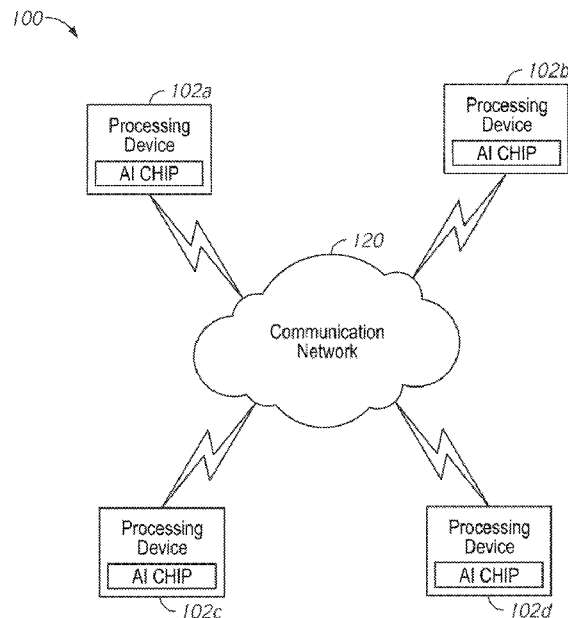 100
102a
Processing
Device
AI CHIP
102b
Processing
Device
AI CHIP
120
Communication
Network
Processing
Device
AI CHIP
102c
Processing
Device
AI CHIP
102d